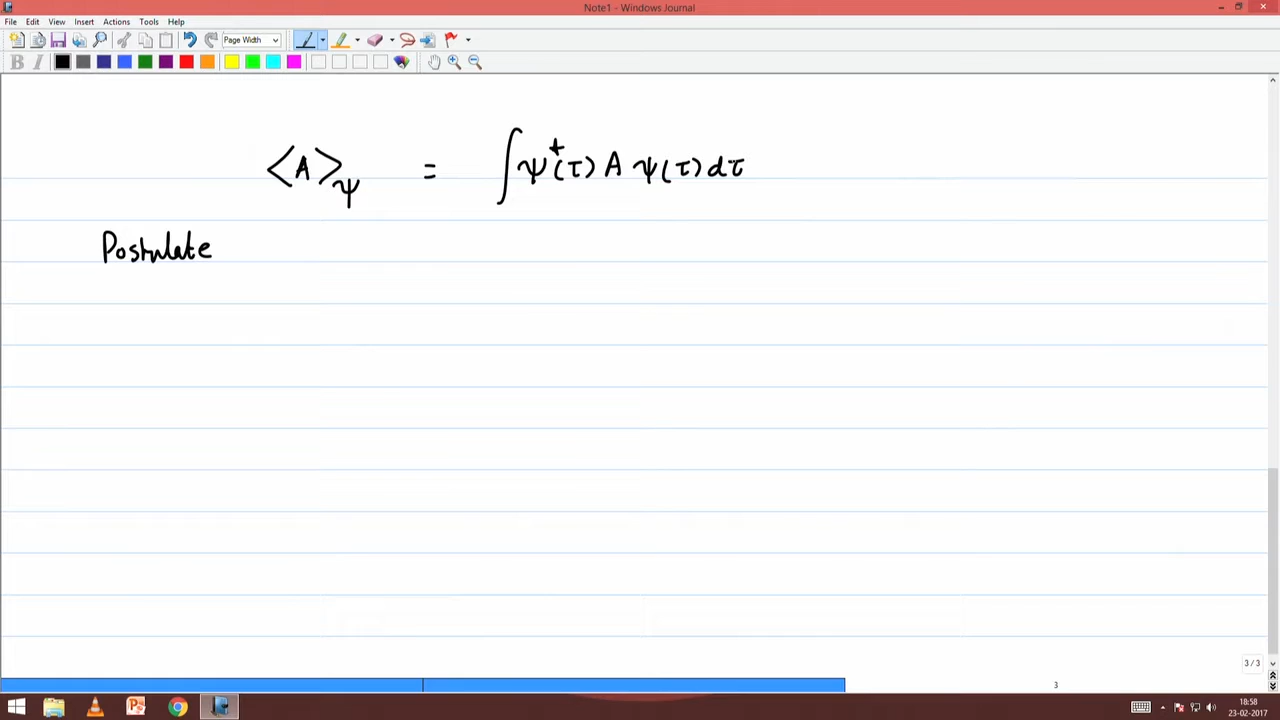 Note1 - Windows Journal
File Edit View Insert Actions Tools Help
Page Width
B I
<A>ψ = ∫ψ*(τ) A ψ(τ) dτ
Postulate
3 / 3
3
18:58
23-02-2017